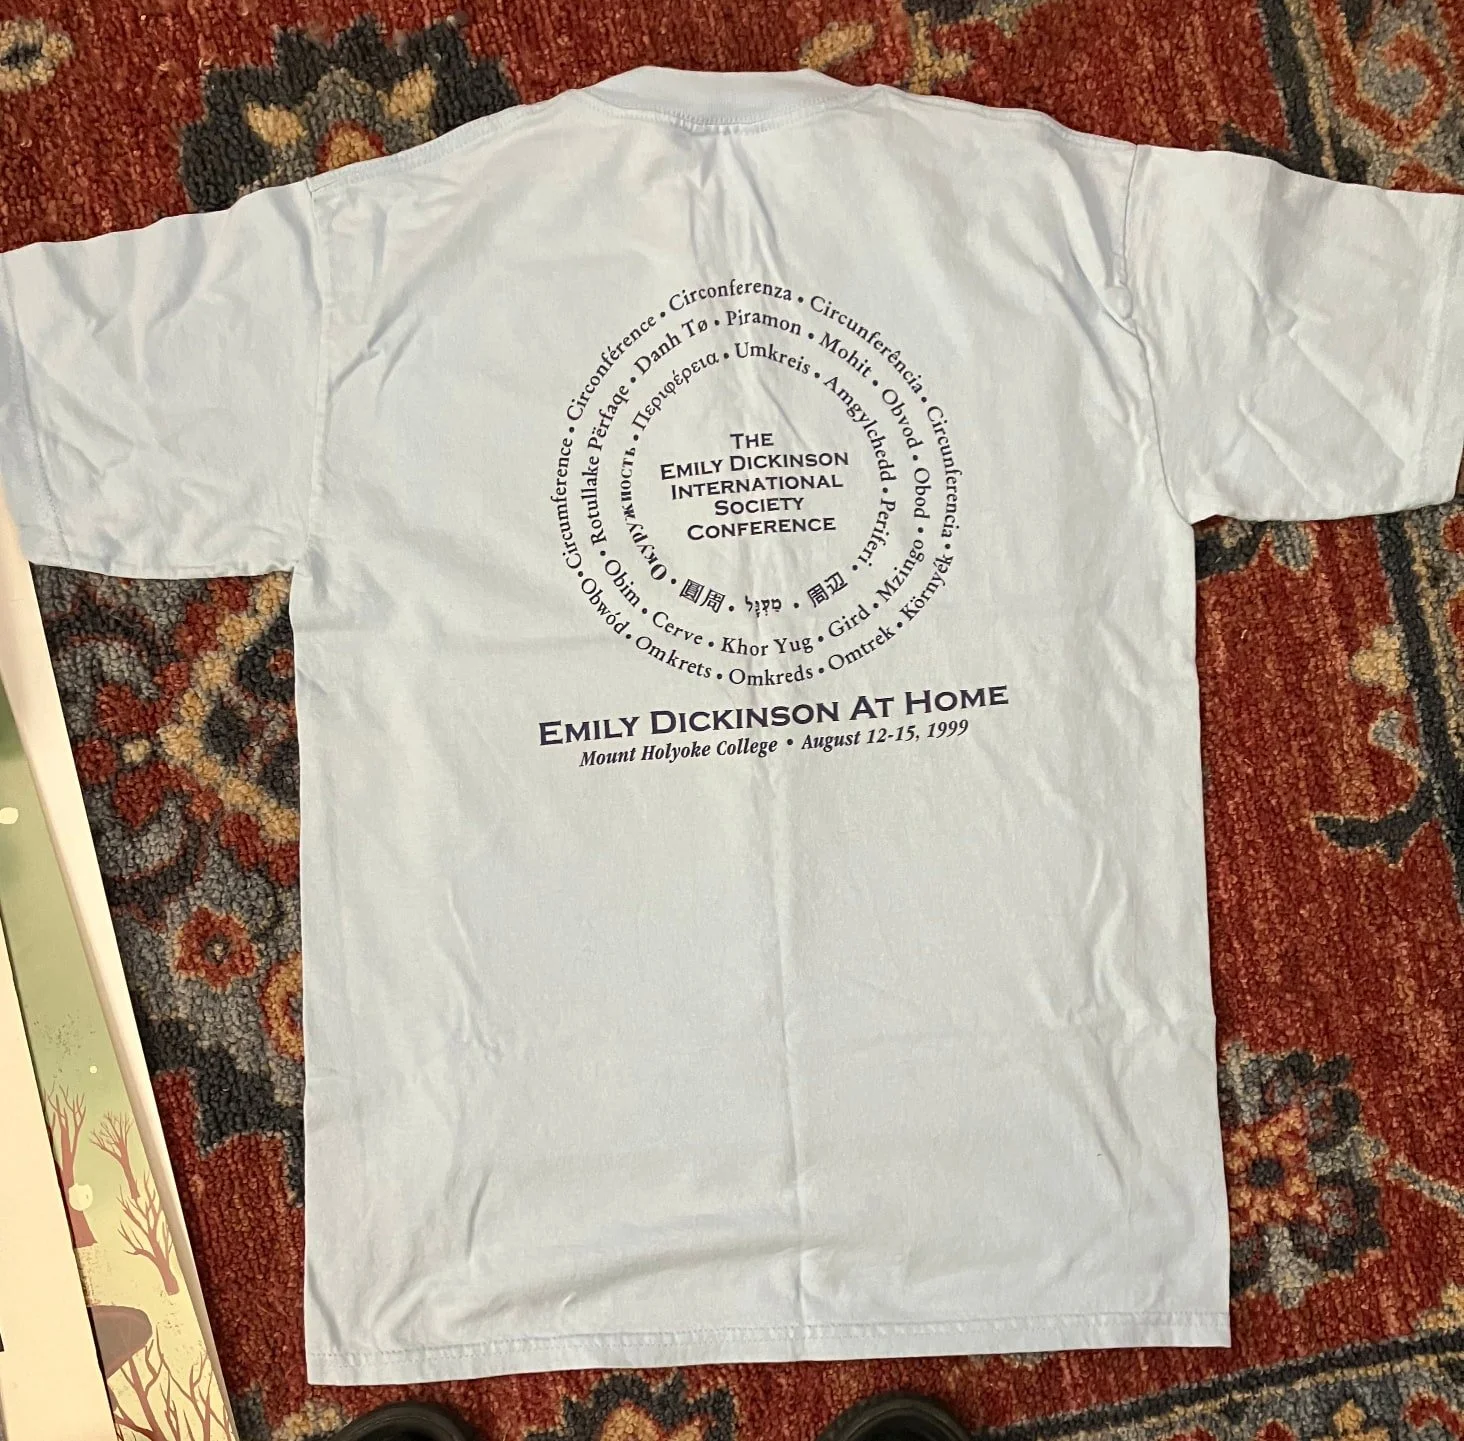 Circumference • Circonférence • Circonferenza • Circunferência • Circunferencia • Környék • Omtrek • Omkreds • Omkrets • Obwód •
Rotullake Përfaqe • Danh Tø • Piramon • Mohit • Obvod • Obod • Mzingo • Gird • Khor Yug • Cerve • Obim •
Окружность • Περιφέρεια • Umkreis • Amgylchedd • Periferi • 周辺 • • 圓周 •
THE
EMILY DICKINSON
INTERNATIONAL
SOCIETY
CONFERENCE
EMILY DICKINSON AT HOME
Mount Holyoke College • August 12-15, 1999